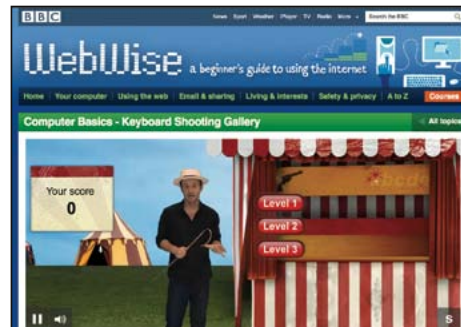 BBC News Sport Weather iPlayer TV Radio More Search the BBC
WebWise a beginner's guide to using the internet
Home Your computer Using the web Email & sharing Living & interests Safety & privacy A to Z Courses
Computer Basics - Keyboard Shooting Gallery All topics
Your score
0
abcd
Level 1
Level 2
Level 3
S